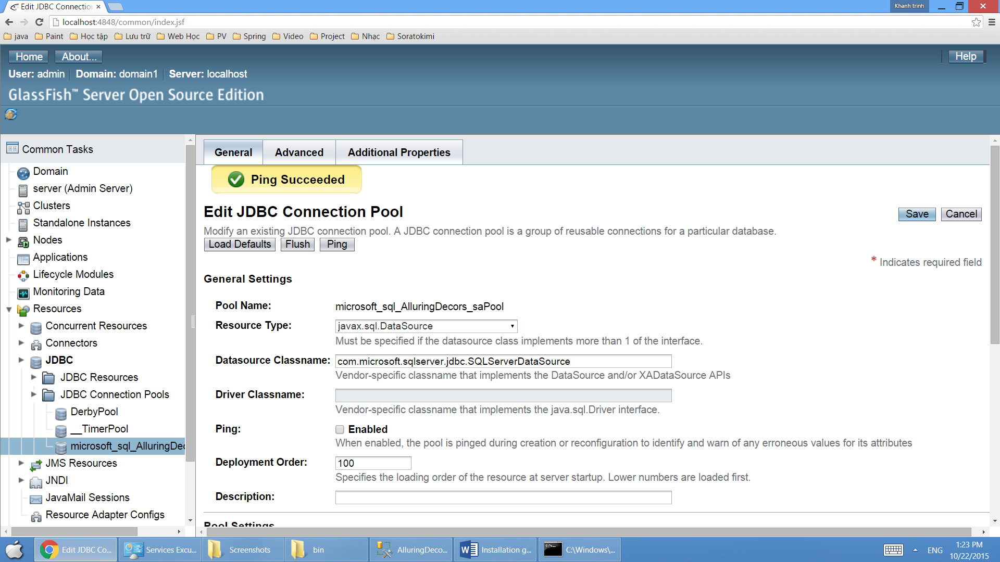 Edit JDBC Connectio
Khanh trinh
localhost:4848/common/index.jsf
java Paint Học tập Lưu trữ Web Học PV Spring Video Project Nhạc Soratokimi
Home About... Help
User: admin Domain: domain1 Server: localhost
GlassFish™ Server Open Source Edition
Common Tasks
Domain
server (Admin Server)
Clusters
Standalone Instances
Nodes
Applications
Lifecycle Modules
Monitoring Data
Resources
Concurrent Resources
Connectors
JDBC
JDBC Resources
JDBC Connection Pools
DerbyPool
__TimerPool
microsoft_sql_AlluringDec
JMS Resources
JNDI
JavaMail Sessions
Resource Adapter Configs
General Advanced Additional Properties
Ping Succeeded
Edit JDBC Connection Pool
Save Cancel
Modify an existing JDBC connection pool. A JDBC connection pool is a group of reusable connections for a particular database.
Load Defaults Flush Ping
* Indicates required field
General Settings
Pool Name: microsoft_sql_AlluringDecors_saPool
Resource Type: javax.sql.DataSource
Must be specified if the datasource class implements more than 1 of the interface.
Datasource Classname: com.microsoft.sqlserver.jdbc.SQLServerDataSource
Vendor-specific classname that implements the DataSource and/or XADataSource APIs
Driver Classname:
Vendor-specific classname that implements the java.sql.Driver interface.
Ping: Enabled
When enabled, the pool is pinged during creation or reconfiguration to identify and warn of any erroneous values for its attributes
Deployment Order: 100
Specifies the loading order of the resource at server startup. Lower numbers are loaded first.
Description:
Pool Settings
Edit JDBC Co... Services Excu... Screenshots bin AlluringDeco... Installation g... C:\Windows\...
ENG
1:23 PM
10/22/2015